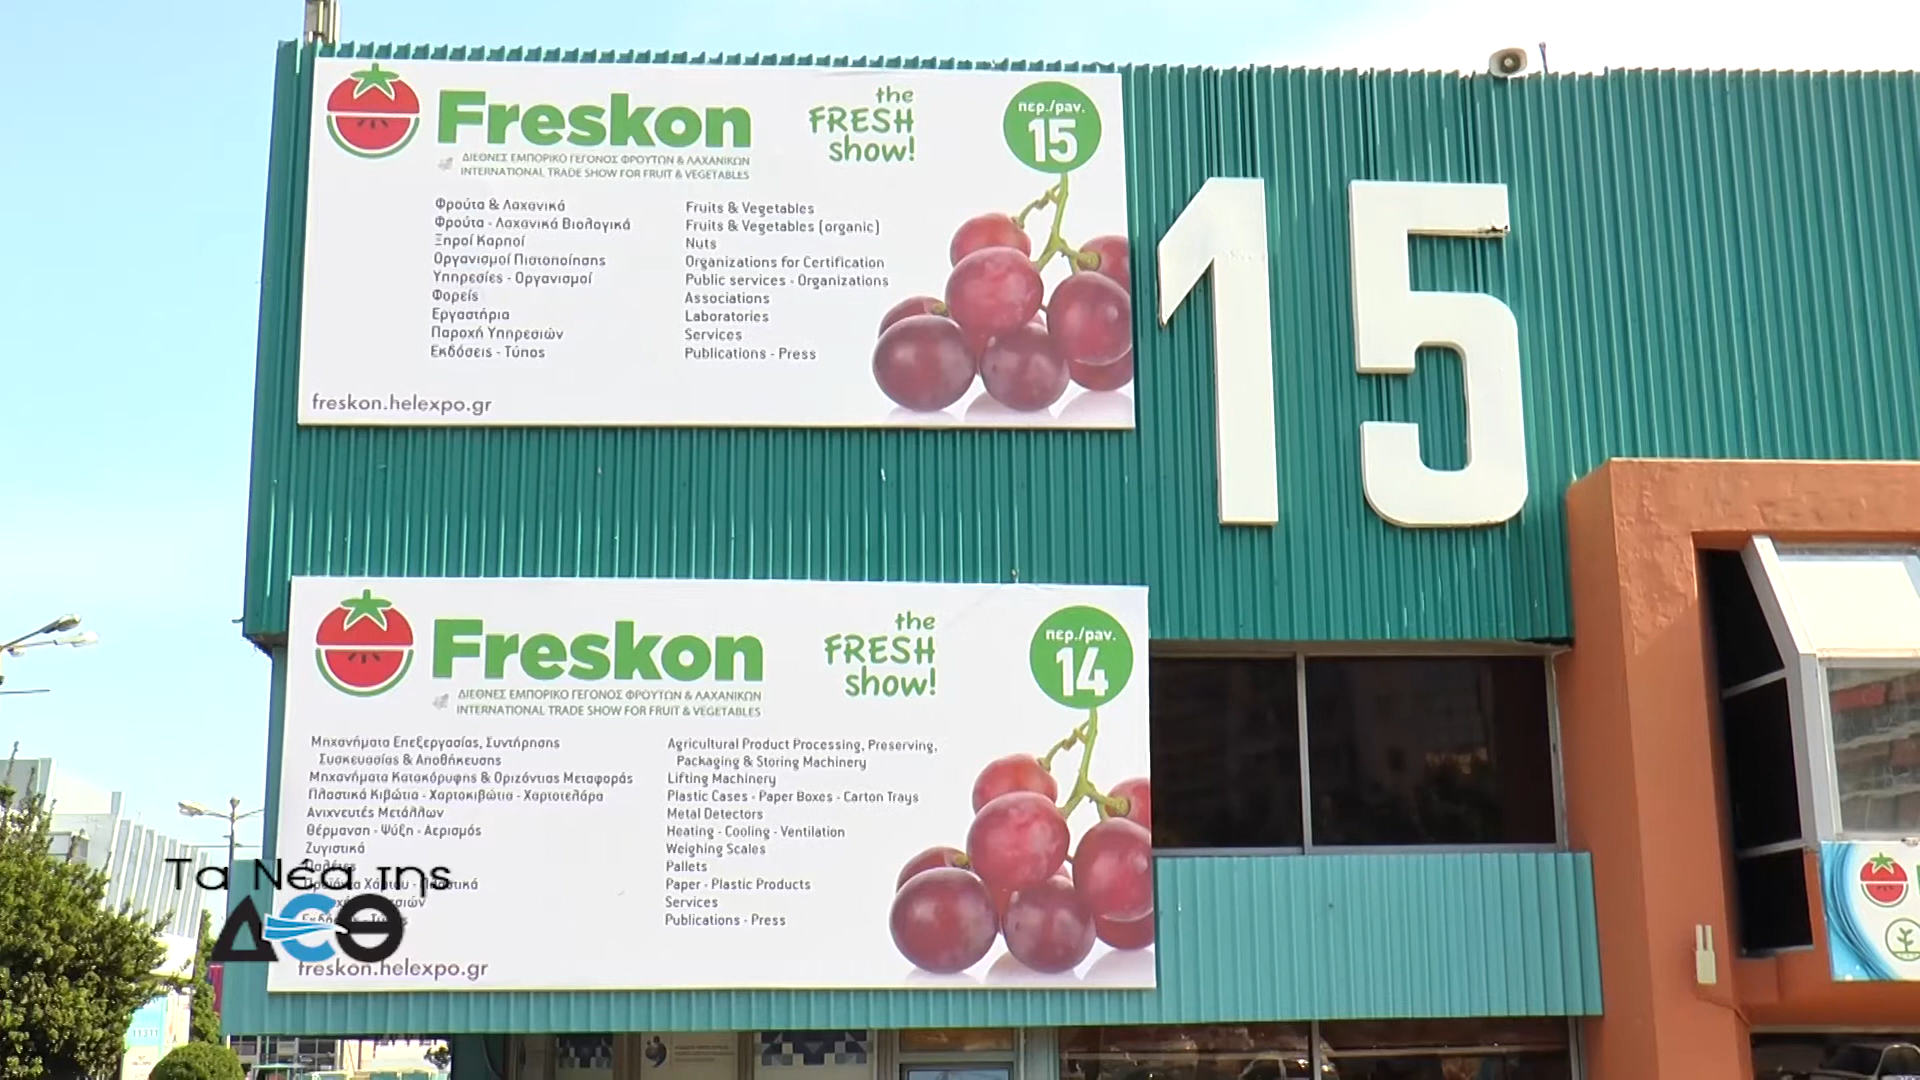 Freskon
ΔΙΕΘΝΕΣ ΕΜΠΟΡΙΚΟ ΓΕΓΟΝΟΣ ΦΡΟΥΤΩΝ & ΛΑΧΑΝΙΚΩΝ
INTERNATIONAL TRADE SHOW FOR FRUIT & VEGETABLES
the
FRESH
show!
περ./pav.
15
Φρούτα & Λαχανικά
Φρούτα - Λαχανικά Βιολογικά
Ξηροί Καρποί
Οργανισμοί Πιστοποίησης
Υπηρεσίες - Οργανισμοί
Φορείς
Εργαστήρια
Παροχή Υπηρεσιών
Εκδόσεις - Τύπος
Fruits & Vegetables
Fruits & Vegetables (organic)
Nuts
Organizations for Certification
Public services - Organizations
Associations
Laboratories
Services
Publications - Press
freskon.helexpo.gr
15
Freskon
ΔΙΕΘΝΕΣ ΕΜΠΟΡΙΚΟ ΓΕΓΟΝΟΣ ΦΡΟΥΤΩΝ & ΛΑΧΑΝΙΚΩΝ
INTERNATIONAL TRADE SHOW FOR FRUIT & VEGETABLES
the
FRESH
show!
περ./pav.
14
Μηχανήματα Επεξεργασίας, Συντήρησης
Συσκευασίας & Αποθήκευσης
Μηχανήματα Κατακόρυφης & Οριζόντιας Μεταφοράς
Πλαστικά Κιβώτια - Χαρτοκιβώτια - Χαρτοτελάρα
Ανιχνευτές Μετάλλων
Θέρμανση - Ψύξη - Αερισμός
Ζυγιστικά
Agricultural Product Processing, Preserving,
Packaging & Storing Machinery
Lifting Machinery
Plastic Cases - Paper Boxes - Carton Trays
Metal Detectors
Heating - Cooling - Ventilation
Weighing Scales
Pallets
Paper - Plastic Products
Services
Publications - Press
freskon.helexpo.gr
Τα Νέα της
ΔΕΘ
11311